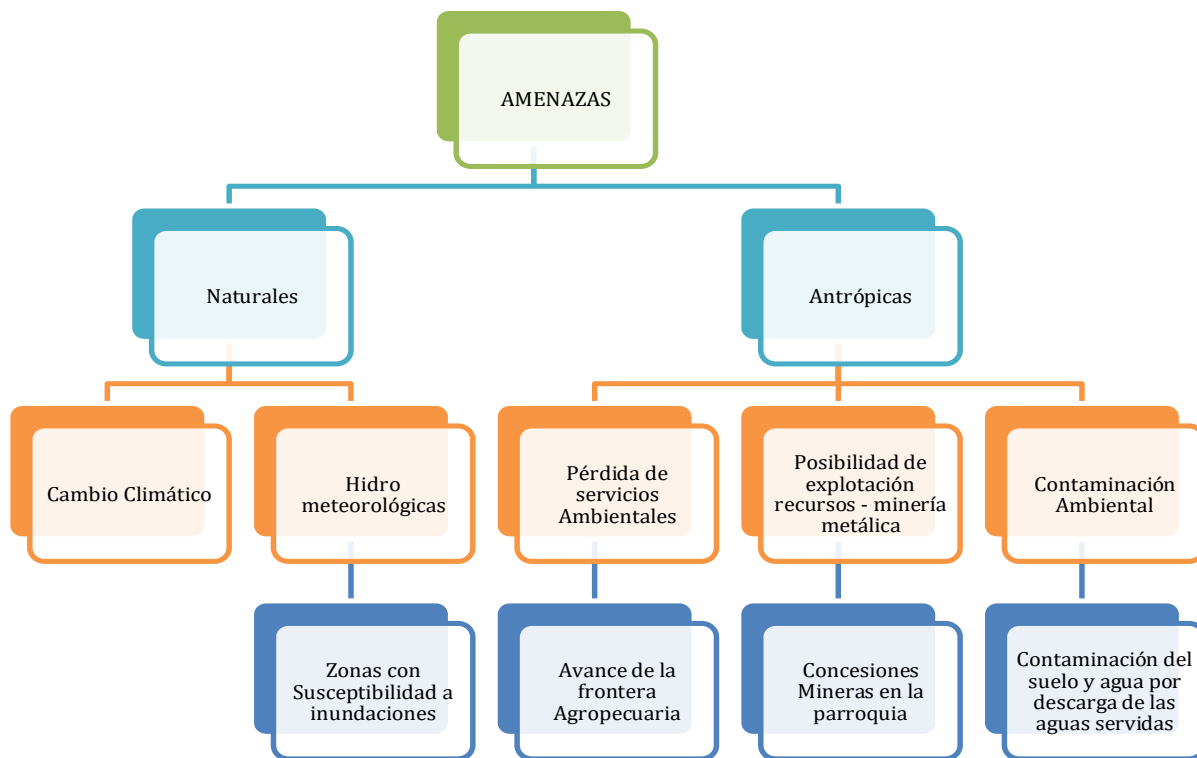 AMENAZAS
Naturales
Antrópicas
Cambio Climático
Hidro
meteorológicas
Pérdida de
servicios
Ambientales
Posibilidad de
explotación
recursos - minería
metálica
Contaminación
Ambiental
Zonas con
Susceptibilidad a
inundaciones
Avance de la
frontera
Agropecuaria
Concesiones
Mineras en la
parroquia
Contaminación del
suelo y agua por
descarga de las
aguas servidas